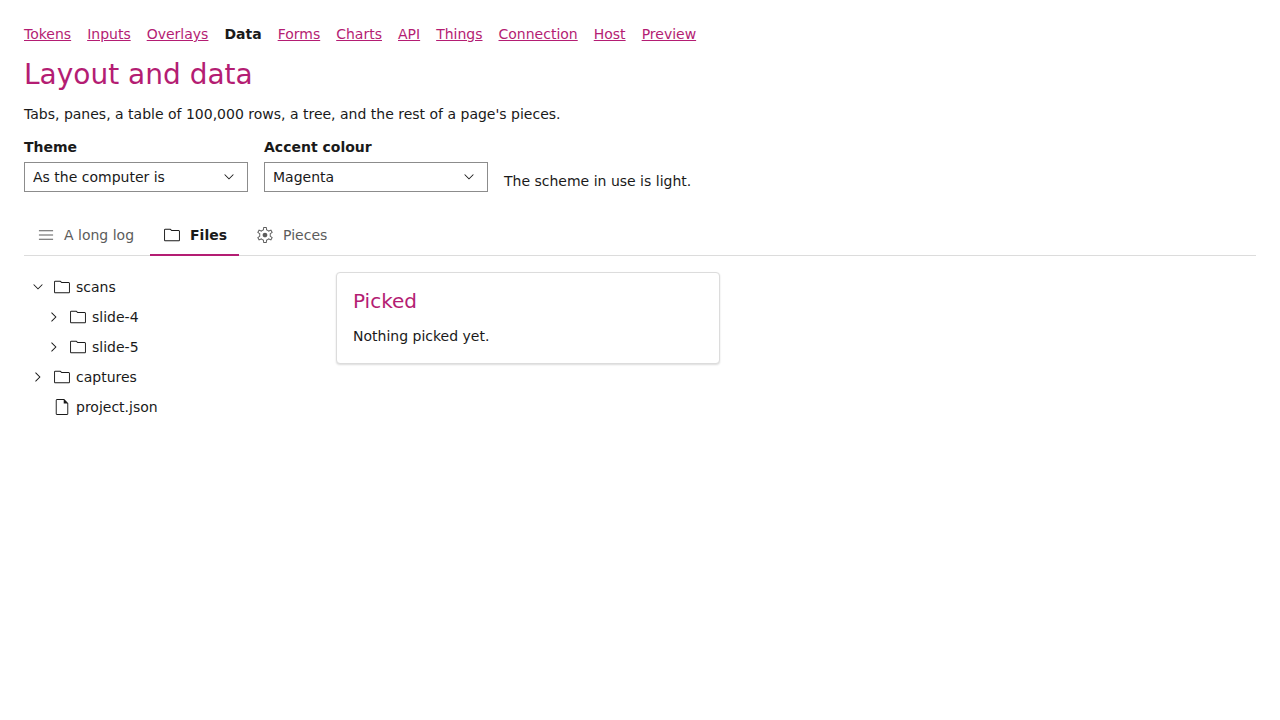 Tokens Inputs Overlays Data Forms Charts API Things Connection Host Preview
Layout and data
Tabs, panes, a table of 100,000 rows, a tree, and the rest of a page's pieces.
Theme Accent colour
As the computer is Magenta The scheme in use is light.
A long log Files Pieces
scans
slide-4
slide-5
captures
project.json
Picked
Nothing picked yet.